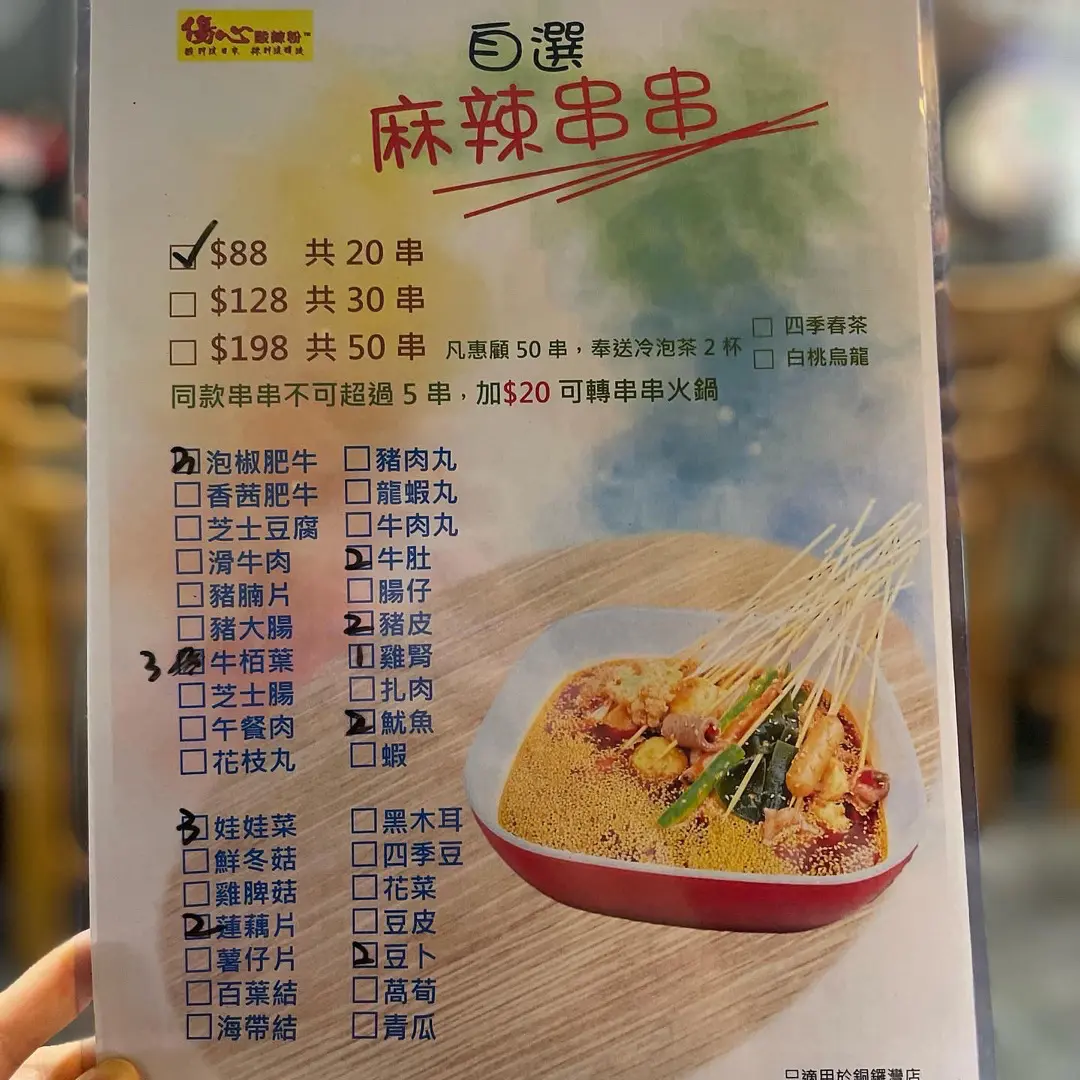 傷心酸辣粉™
自選
麻辣串串
✓ $88 共 20 串
☐ $128 共 30 串
☐ $198 共 50 串 凡惠顧 50 串，奉送冷泡茶 2 杯
☐ 四季春茶
☐ 白桃烏龍
同款串串不可超過 5 串，加$20 可轉串串火鍋
泡椒肥牛 ☐豬肉丸
☐香茜肥牛 ☐龍蝦丸
☐芝士豆腐 ☐牛肉丸
☐滑牛肉 2 牛肚
☐豬腩片 ☐腸仔
☐豬大腸 2 豬皮
3 牛栢葉 1 雞腎
☐芝士腸 ☐扎肉
☐午餐肉 2 魷魚
☐花枝丸 ☐蝦
3 娃娃菜 ☐黑木耳
☐鮮冬菇 ☐四季豆
☐雞脾菇 ☐花菜
2 蓮藕片 ☐豆皮
☐薯仔片 2 豆卜
☐百葉結 ☐萵荀
☐海帶結 ☐青瓜
只適用於銅鑼灣店